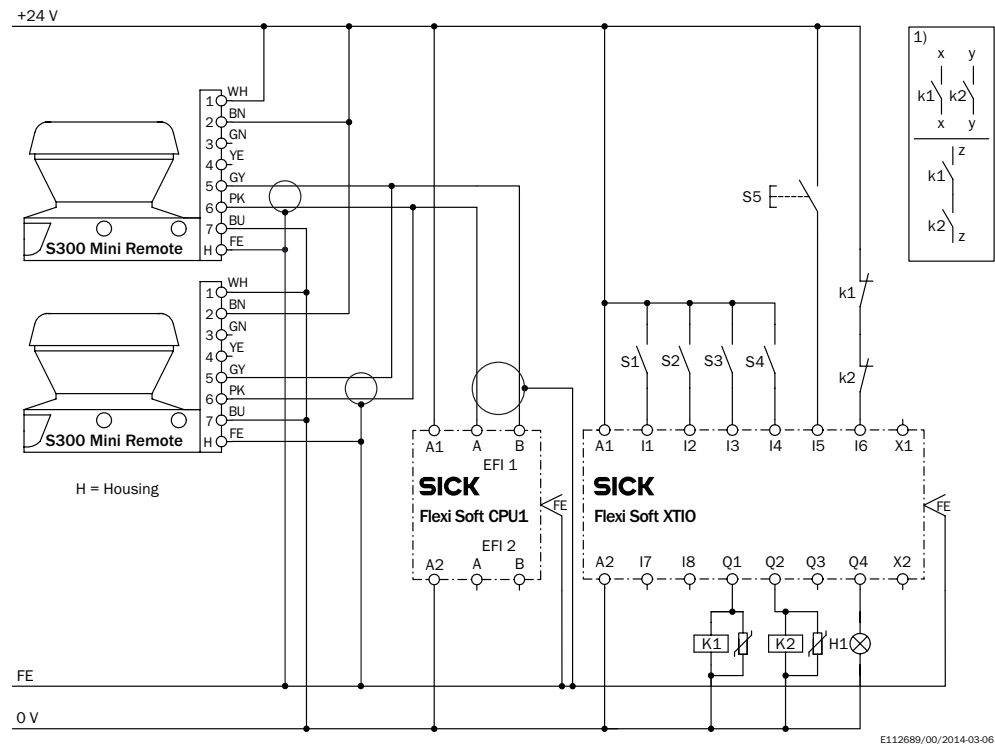 +24 V
1)
x y
k1 k2
x y
z
k1
k2
z
1 WH
2 BN
3 GN
4 YE
5 GY
6 PK
7 BU
H FE
S300 Mini Remote
1 WH
2 BN
3 GN
4 YE
5 GY
6 PK
7 BU
H FE
S300 Mini Remote
H = Housing
S5
k1
k2
S1 S2 S3 S4
A1 A B
EFI 1
SICK
Flexi Soft CPU1
FE
EFI 2
A2 A B
A1 I1 I2 I3 I4 I5 I6 X1
SICK
Flexi Soft XTIO
FE
A2 I7 I8 Q1 Q2 Q3 Q4 X2
K1 K2 H1
FE
0 V
E112689/00/2014-03-06